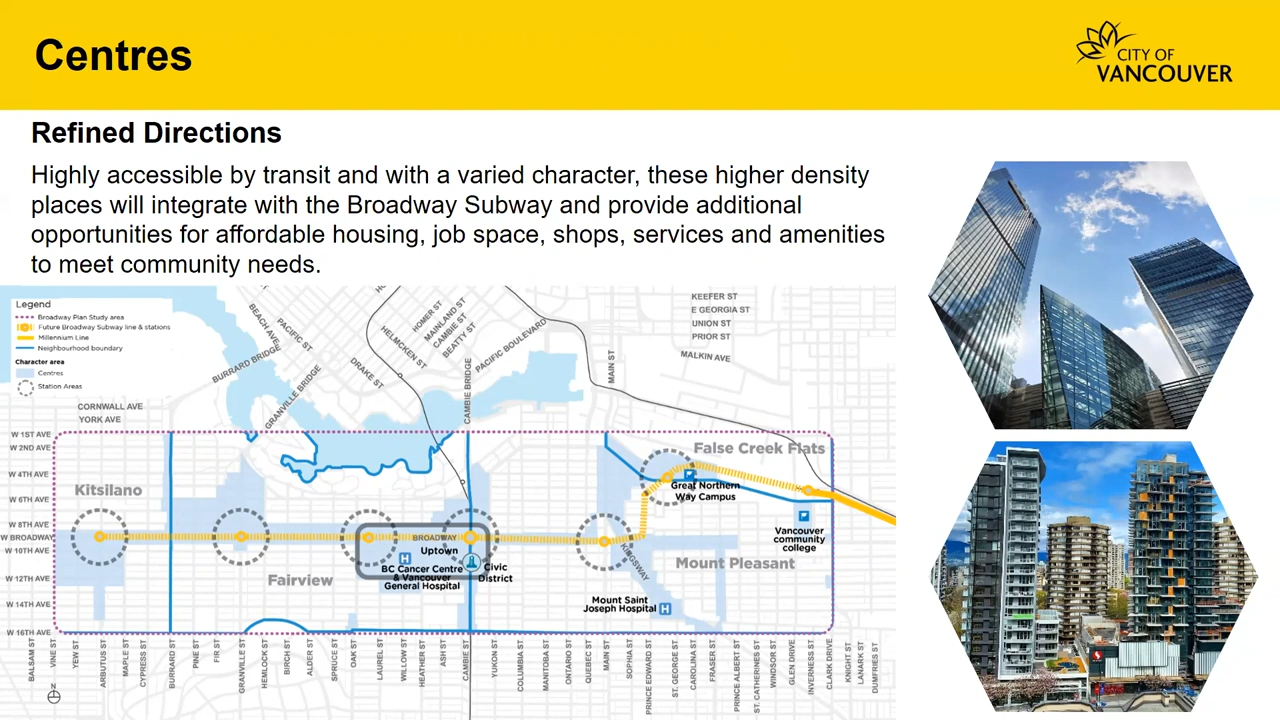 Centres
CITY OF
VANCOUVER
Refined Directions
Highly accessible by transit and with a varied character, these higher density
places will integrate with the Broadway Subway and provide additional
opportunities for affordable housing, job space, shops, services and amenities
to meet community needs.
Legend
Broadway Plan Study area
Future Broadway Subway line & stations
Millennium Line
Neighbourhood boundary
Character area
Centres
Station Areas
BEACH AVE
PACIFIC ST
BURRARD BRIDGE
GRANVILLE BRIDGE
DRAKE ST
HELMCKEN ST
HOMER ST
MAINLAND ST
CAMBIE ST
BEATTY ST
PACIFIC BOULEVARD
CAMBIE BRIDGE
MAIN ST
KEEFER ST
E GEORGIA ST
UNION ST
PRIOR ST
MALKIN AVE
CORNWALL AVE
YORK AVE
W 1ST AVE
W 2ND AVE
W 4TH AVE
W 6TH AVE
W 8TH AVE
W BROADWAY
W 10TH AVE
W 12TH AVE
W 14TH AVE
W 16TH AVE
Kitsilano
Fairview
False Creek Flats
Mount Pleasant
BROADWAY
Uptown
BC Cancer Centre
& Vancouver
General Hospital
Civic
District
Great Northern
Way Campus
Vancouver
community
college
KINGSWAY
Mount Saint
Joseph Hospital
H
H
N
BALSAM ST
VINE ST
YEW ST
ARBUTUS ST
MAPLE ST
CYPRESS ST
BURRARD ST
PINE ST
FIR ST
GRANVILLE ST
HEMLOCK ST
BIRCH ST
ALDER ST
SPRUCE ST
OAK ST
LAUREL ST
WILLOW ST
HEATHER ST
ASH ST
CAMBIE ST
YUKON ST
COLUMBIA ST
MANITOBA ST
ONTARIO ST
QUEBEC ST
MAIN ST
SOPHIA ST
PRINCE EDWARD ST
ST. GEORGE ST
CAROLINA ST
FRASER ST
PRINCE ALBERT ST
ST. CATHERINES ST
WINDSOR ST
GLEN DRIVE
INVERNESS ST
CLARK DRIVE
KNIGHT ST
LANARK ST
DUMFRIES ST